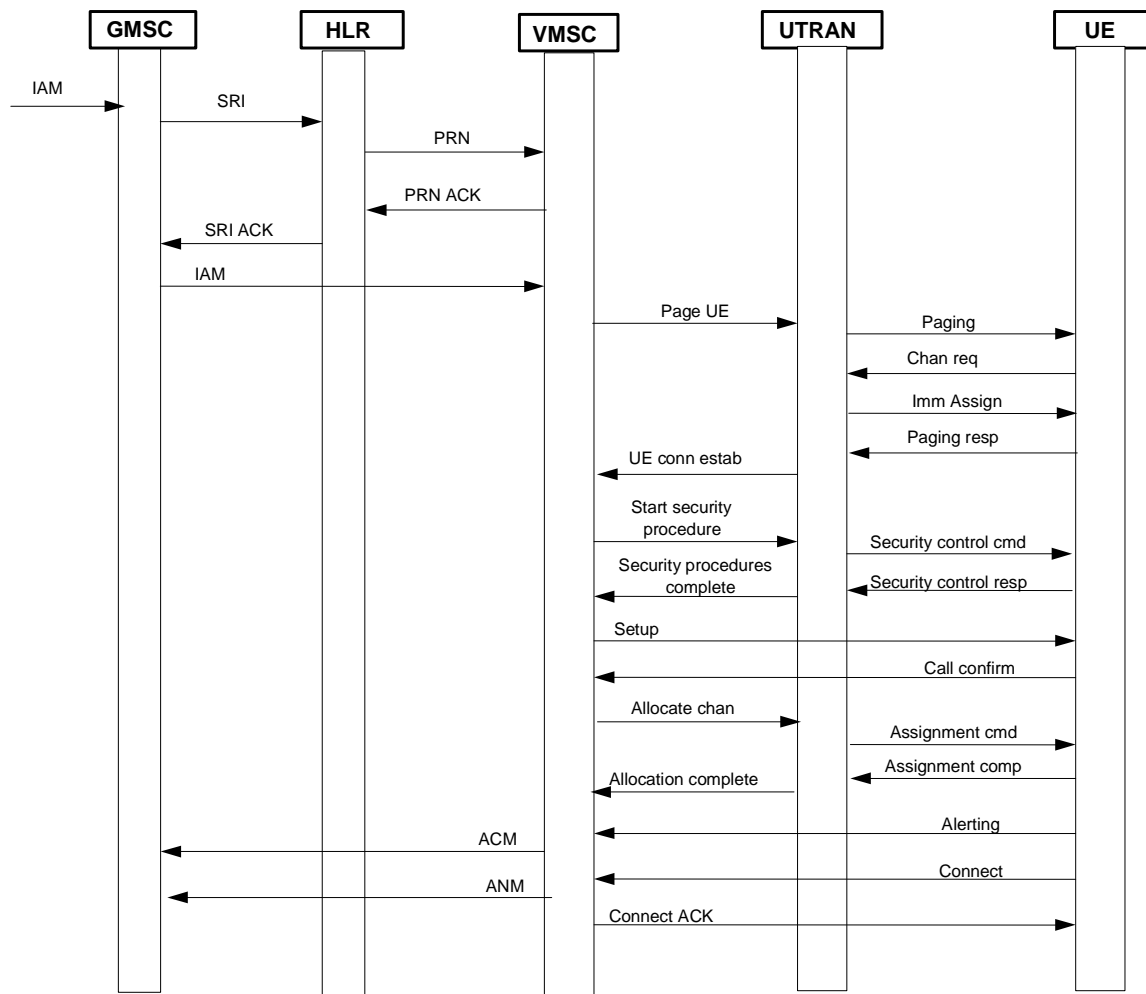 GMSC
HLR
VMSC
UTRAN
UE
IAM
SRI
PRN
PRN ACK
SRI ACK
IAM
Page UE
Paging
Chan req
Imm Assign
Paging resp
UE conn estab
Start security
procedure
Security control cmd
Security procedures
complete
Security control resp
Setup
Call confirm
Allocate chan
Assignment cmd
Assignment comp
Allocation complete
Alerting
ACM
Connect
ANM
Connect ACK